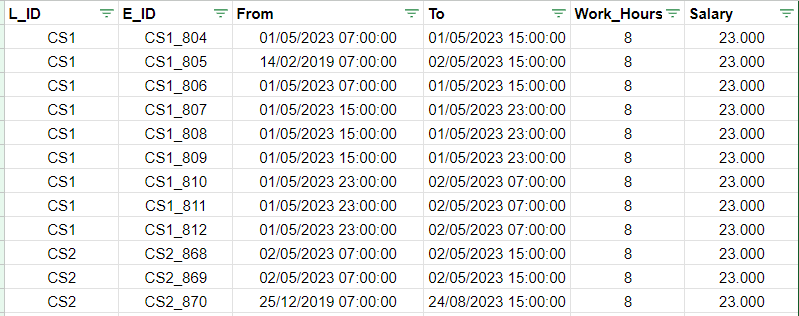 L_ID E_ID From To Work_Hours Salary
CS1 CS1_804 01/05/2023 07:00:00 01/05/2023 15:00:00 8 23.000
CS1 CS1_805 14/02/2019 07:00:00 02/05/2023 15:00:00 8 23.000
CS1 CS1_806 01/05/2023 07:00:00 01/05/2023 15:00:00 8 23.000
CS1 CS1_807 01/05/2023 15:00:00 01/05/2023 23:00:00 8 23.000
CS1 CS1_808 01/05/2023 15:00:00 01/05/2023 23:00:00 8 23.000
CS1 CS1_809 01/05/2023 15:00:00 01/05/2023 23:00:00 8 23.000
CS1 CS1_810 01/05/2023 23:00:00 02/05/2023 07:00:00 8 23.000
CS1 CS1_811 01/05/2023 23:00:00 02/05/2023 07:00:00 8 23.000
CS1 CS1_812 01/05/2023 23:00:00 02/05/2023 07:00:00 8 23.000
CS2 CS2_868 02/05/2023 07:00:00 02/05/2023 15:00:00 8 23.000
CS2 CS2_869 02/05/2023 07:00:00 02/05/2023 15:00:00 8 23.000
CS2 CS2_870 25/12/2019 07:00:00 24/08/2023 15:00:00 8 23.000